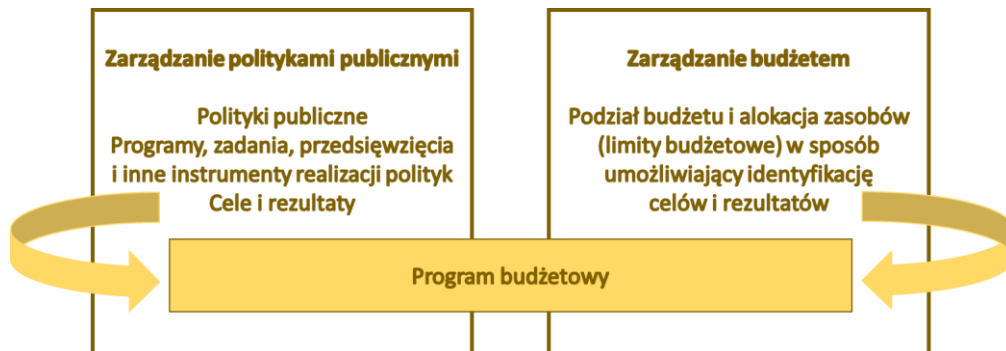 Zarządzanie politykami publicznymi
Polityki publiczne
Programy, zadania, przedsięwzięcia
i inne instrumenty realizacji polityk
Cele i rezultaty
Zarządzanie budżetem
Podział budżetu i alokacja zasobów
(limity budżetowe) w sposób
umożliwiający identyfikację
celów i rezultatów
Program budżetowy